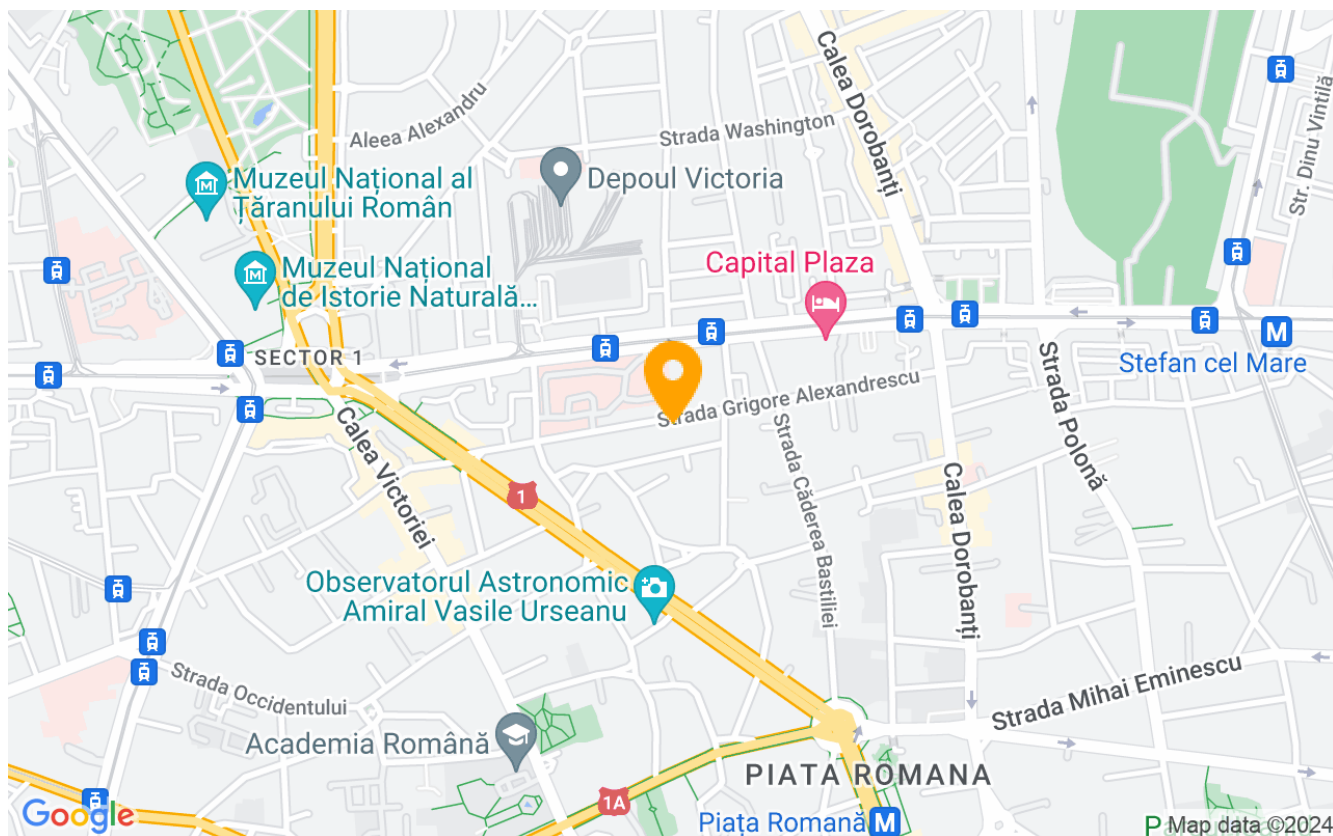 Calea Dorobanți
Str. Dinu Vintilă
Aleea Alexandru
Strada Washington
Muzeul Național al
Țăranului Român
Depoul Victoria
Capital Plaza
Muzeul Național
de Istorie Naturală...
SECTOR 1
M
Stefan cel Mare
Strada Grigore Alexandrescu
Strada Polonă
Calea Victoriei
Strada Căderea Bastiliei
Calea Dorobanți
1
Observatorul Astronomic
Amiral Vasile Urseanu
Strada Occidentului
Strada Mihai Eminescu
Academia Română
PIATA ROMANA
1A
Google
Piața Romană M
P
Map data ©2024